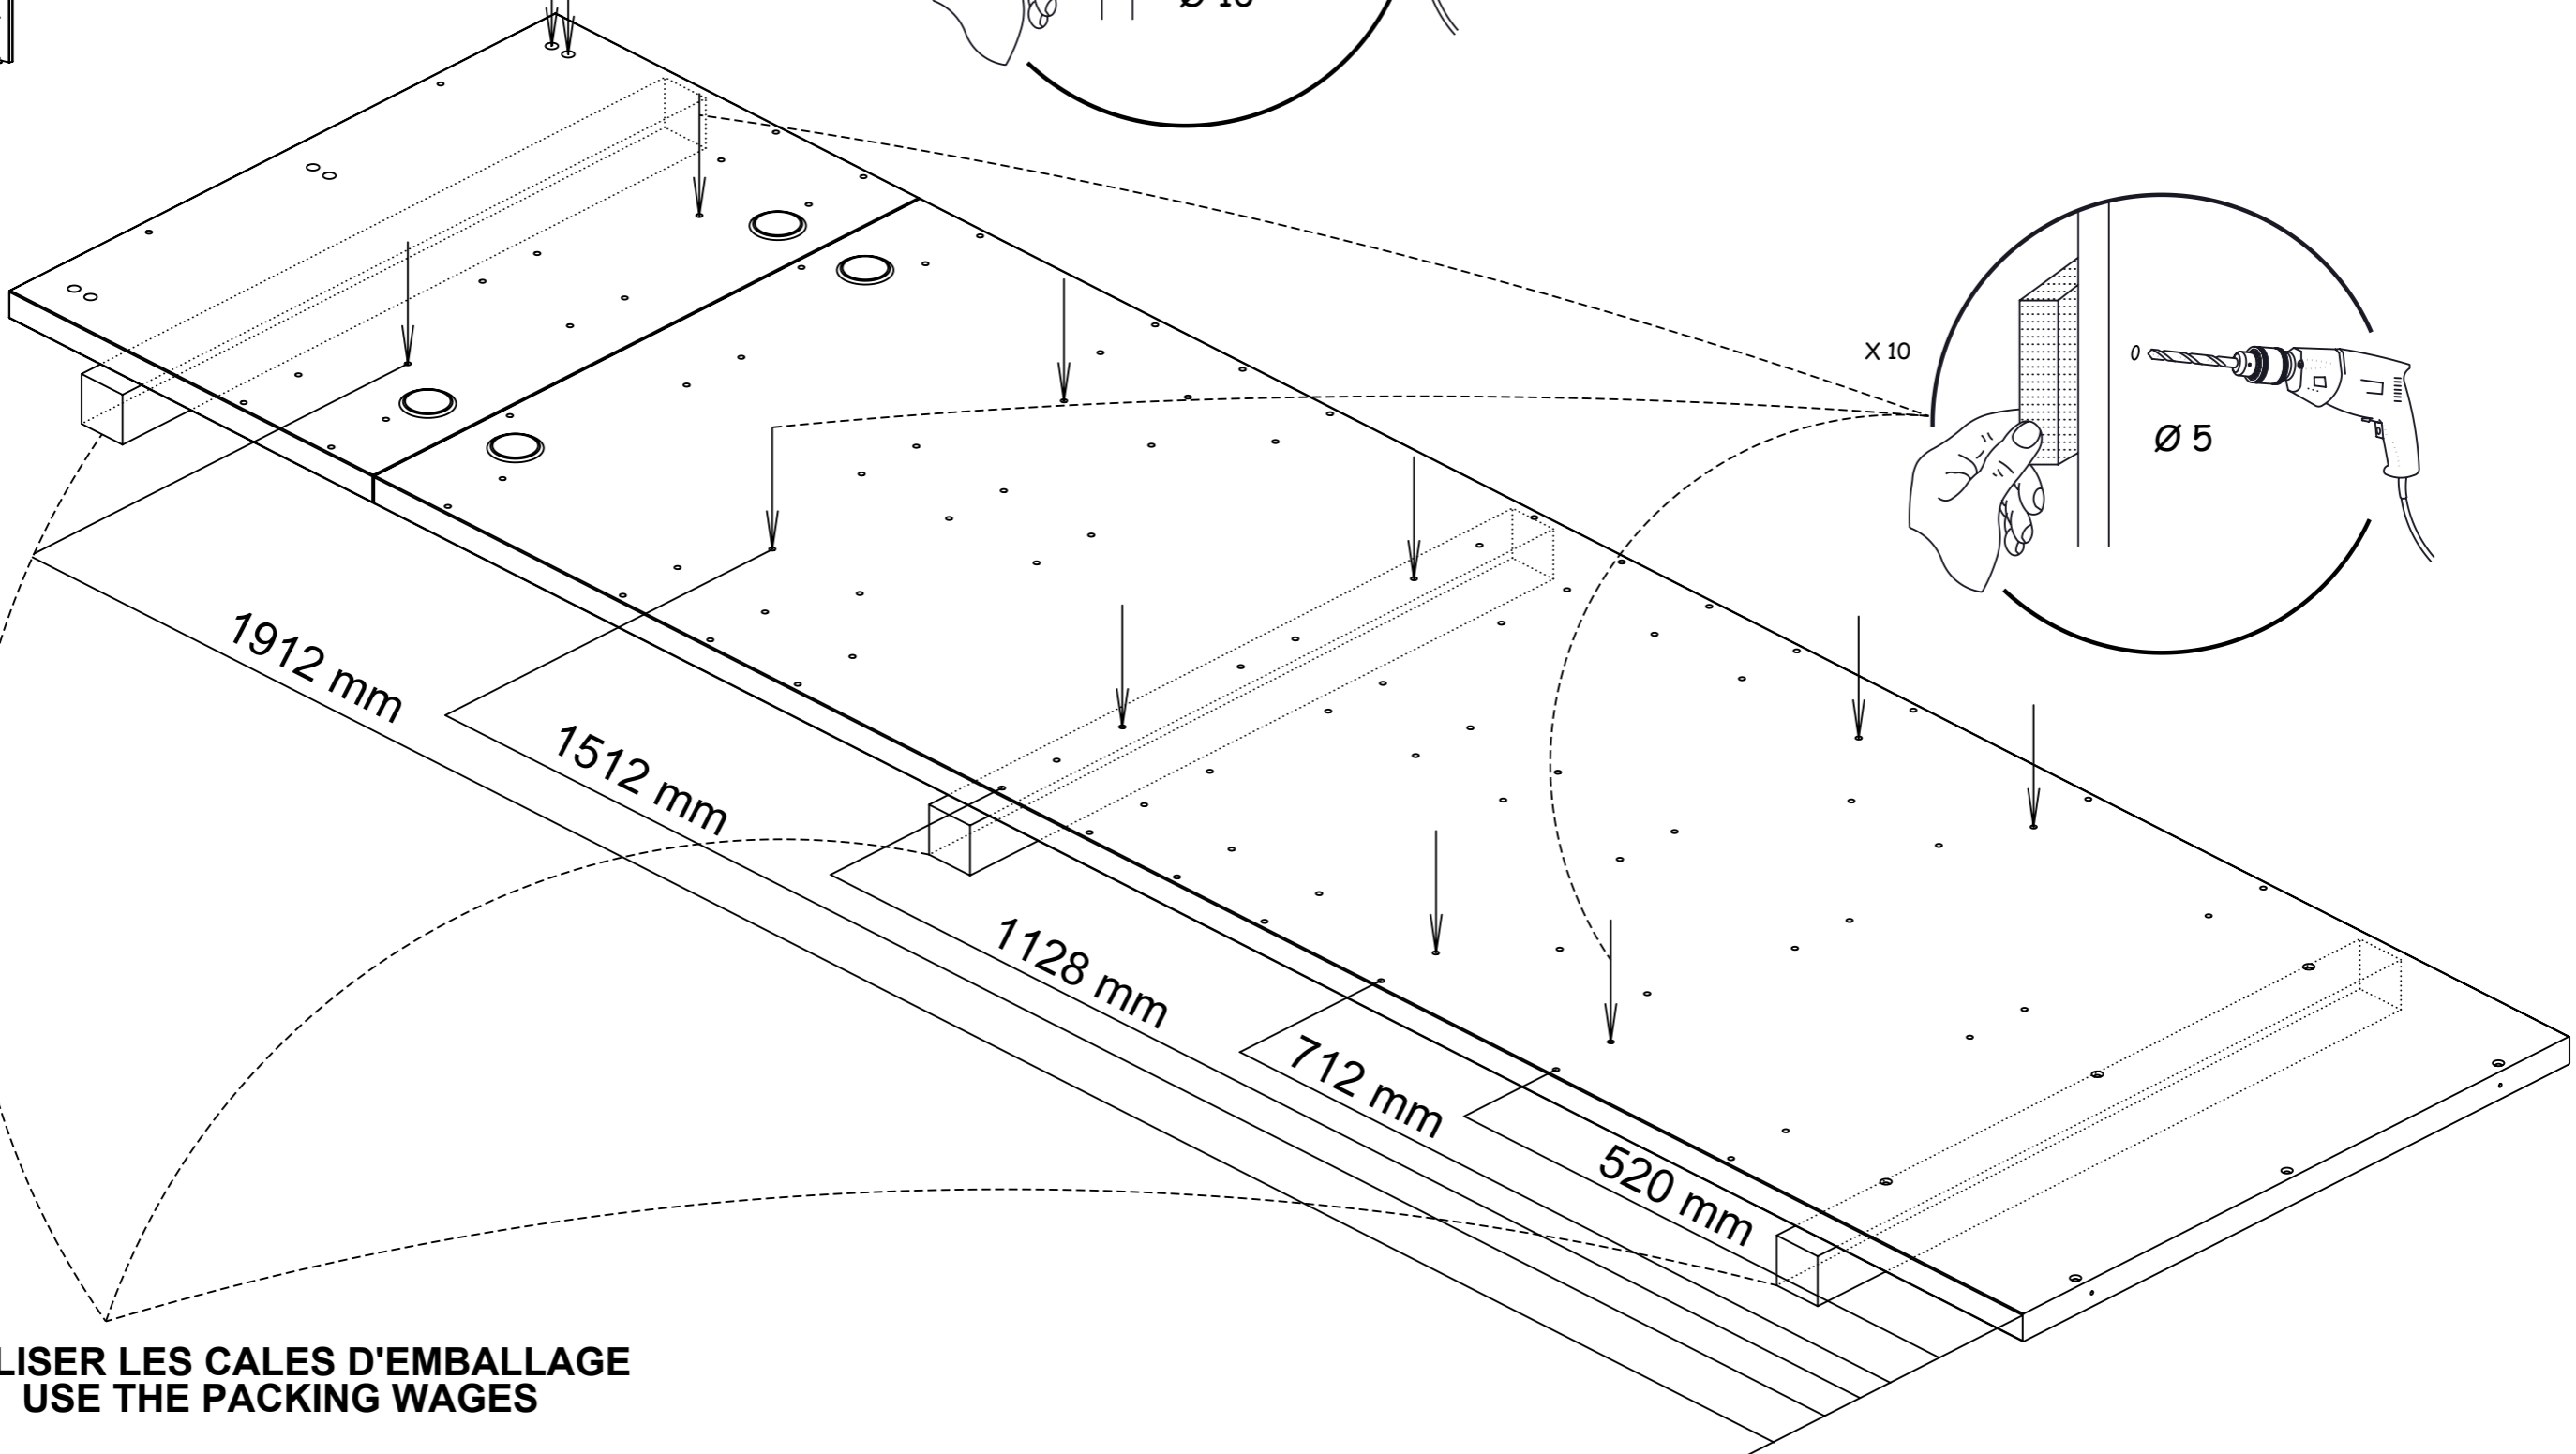 X 10
Ø 5
1912 mm
1512 mm
1128 mm
712 mm
520 mm
LISER LES CALES D'EMBALLAGE
USE THE PACKING WAGES